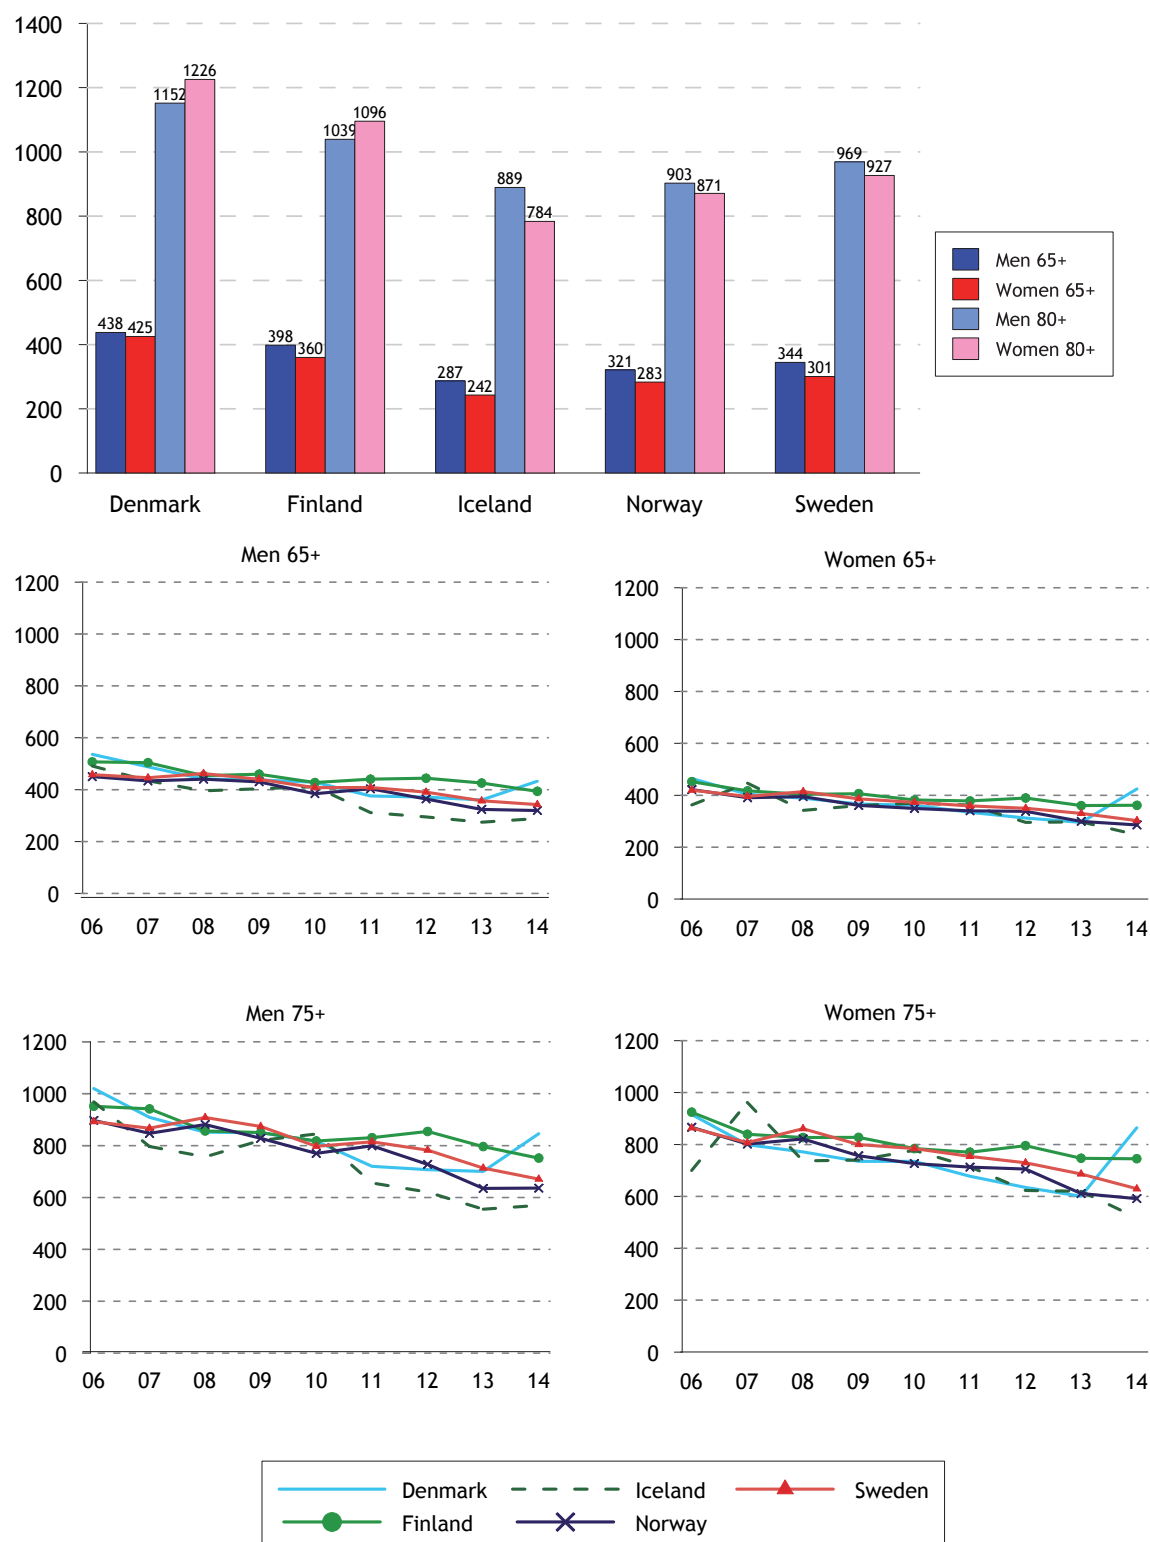 1400
1200
1000
800
600
400
200
0
438 425 1152 1226
398 360 1039 1096
287 242 889 784
321 283 903 871
344 301 969 927
Denmark Finland Iceland Norway Sweden
Men 65+
Women 65+
Men 80+
Women 80+
Men 65+
1200
1000
800
600
400
200
0
06 07 08 09 10 11 12 13 14
Women 65+
1200
1000
800
600
400
200
0
06 07 08 09 10 11 12 13 14
Men 75+
1200
1000
800
600
400
200
0
06 07 08 09 10 11 12 13 14
Women 75+
1200
1000
800
600
400
200
0
06 07 08 09 10 11 12 13 14
Denmark Iceland Sweden
Finland Norway